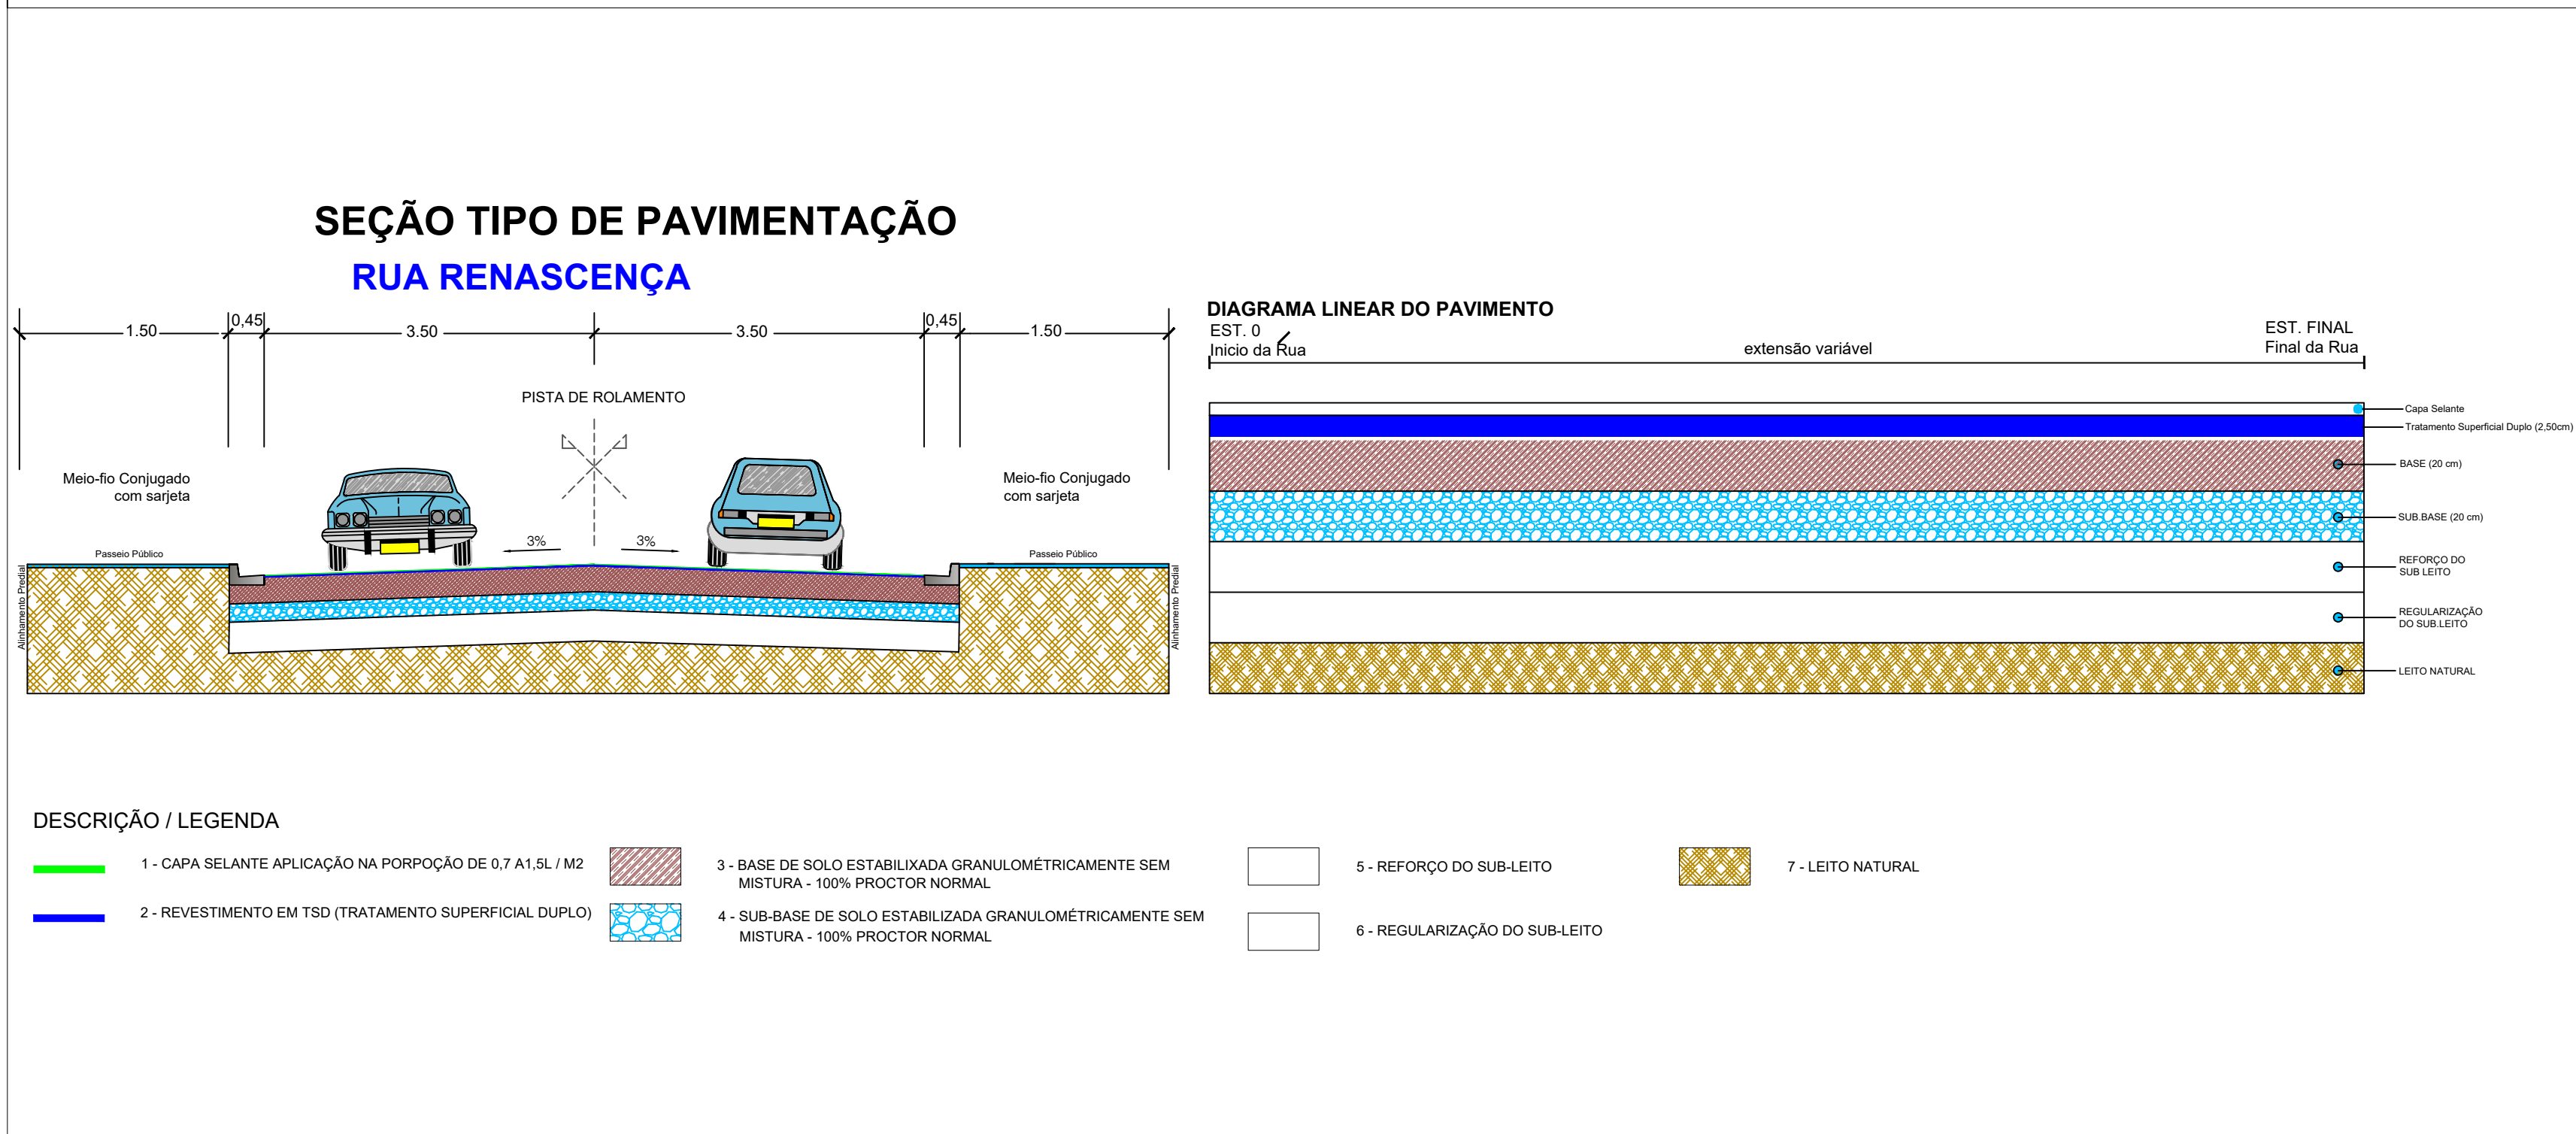 SEÇÃO TIPO DE PAVIMENTAÇÃO
RUA RENASCENÇA
1.50
0,45
3.50
3.50
0,45
1.50
PISTA DE ROLAMENTO
Meio-fio Conjugado
com sarjeta
Meio-fio Conjugado
com sarjeta
3%
3%
Passeio Público
Passeio Público
Alinhamento Predial
Alinhamento Predial
DIAGRAMA LINEAR DO PAVIMENTO
EST. 0
Inicio da Rua
extensão variável
EST. FINAL
Final da Rua
Capa Selante
Tratamento Superficial Duplo (2,50cm)
BASE (20 cm)
SUB.BASE (20 cm)
REFORÇO DO
SUB LEITO
REGULARIZAÇÃO
DO SUB.LEITO
LEITO NATURAL
DESCRIÇÃO / LEGENDA
1 - CAPA SELANTE APLICAÇÃO NA PORPOÇÃO DE 0,7 A1,5L / M2
2 - REVESTIMENTO EM TSD (TRATAMENTO SUPERFICIAL DUPLO)
3 - BASE DE SOLO ESTABILIXADA GRANULOMÉTRICAMENTE SEM
MISTURA - 100% PROCTOR NORMAL
4 - SUB-BASE DE SOLO ESTABILIZADA GRANULOMÉTRICAMENTE SEM
MISTURA - 100% PROCTOR NORMAL
5 - REFORÇO DO SUB-LEITO
6 - REGULARIZAÇÃO DO SUB-LEITO
7 - LEITO NATURAL